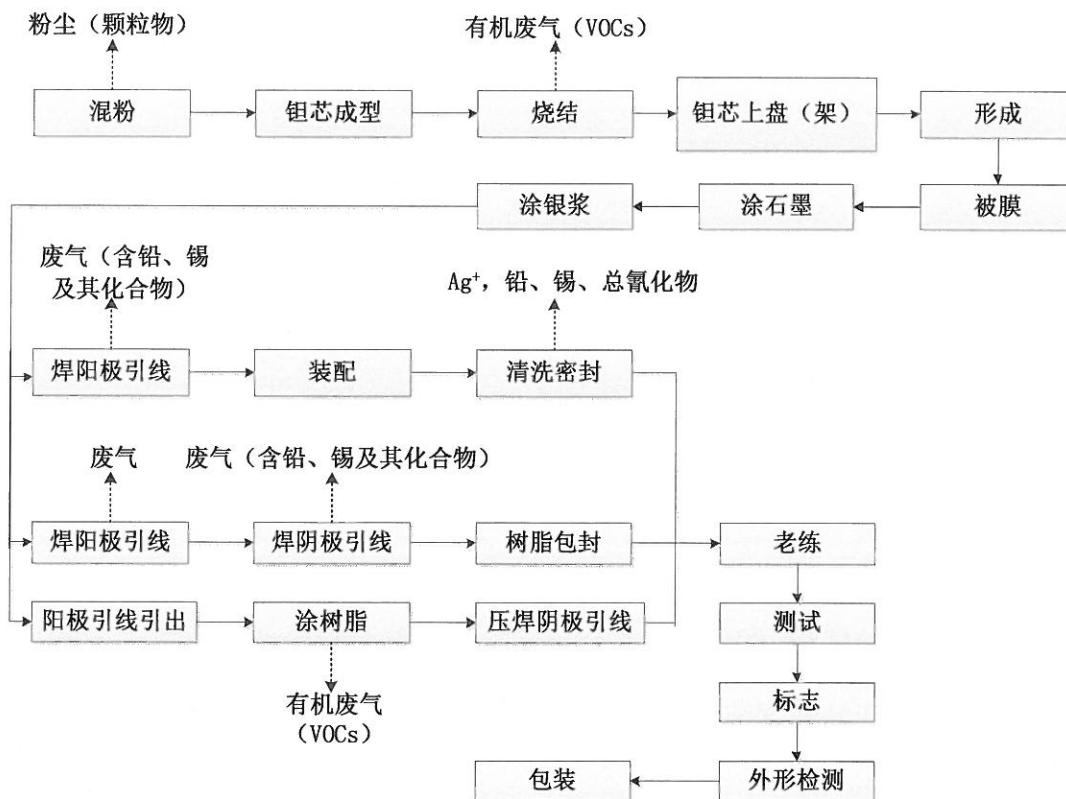 粉尘（颗粒物）
有机废气（VOCs）
混粉
钽芯成型
烧结
钽芯上盘（架）
形成
涂银浆
涂石墨
被膜
废气（含铅、锡
及其化合物）
Ag⁺，铅、锡、总氰化物
焊阳极引线
装配
清洗密封
废气
废气（含铅、锡及其化合物）
焊阳极引线
焊阴极引线
树脂包封
老练
阳极引线引出
涂树脂
压焊阴极引线
测试
有机废气
（VOCs）
标志
包装
外形检测